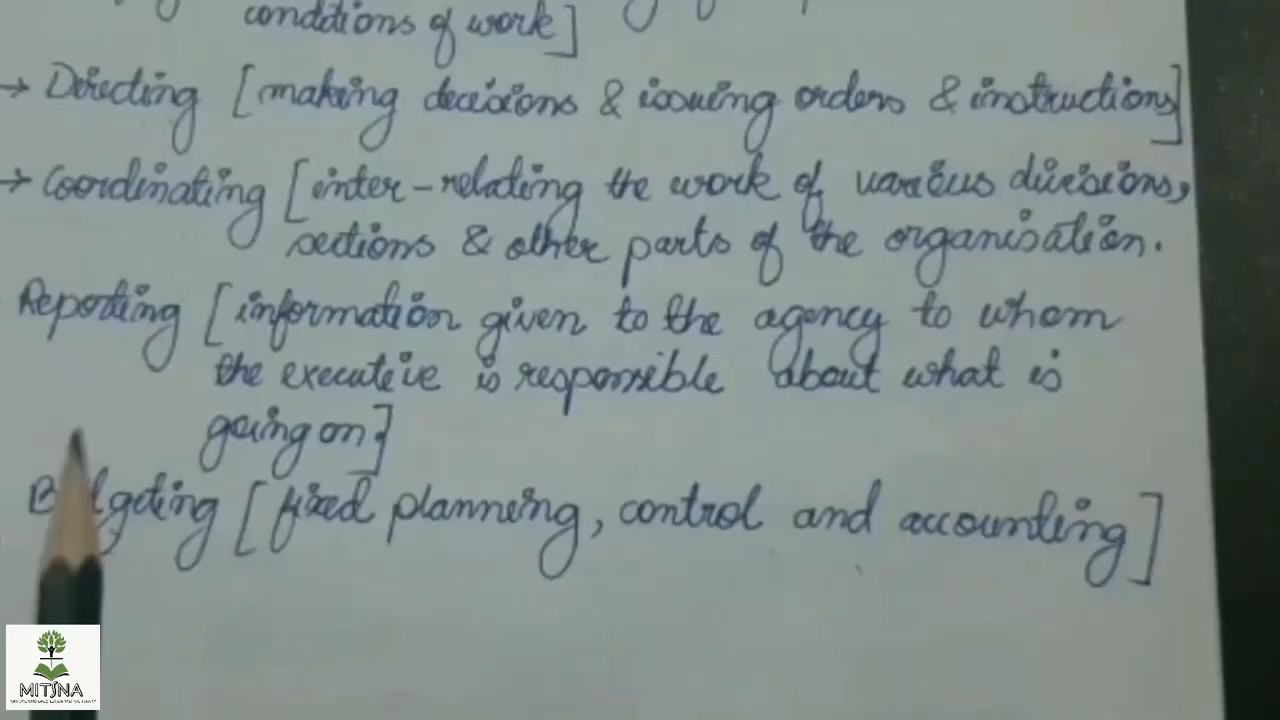 conditions of work]
→ Directing [making decisions & issuing orders & instructions]
→ Coordinating [inter-relating the work of various divisions,
sections & other parts of the organisation.
Reporting [information given to the agency to whom
the executive is responsible about what is
going on.]
Budgeting [fixed planning, control and accounting]
MITSNA